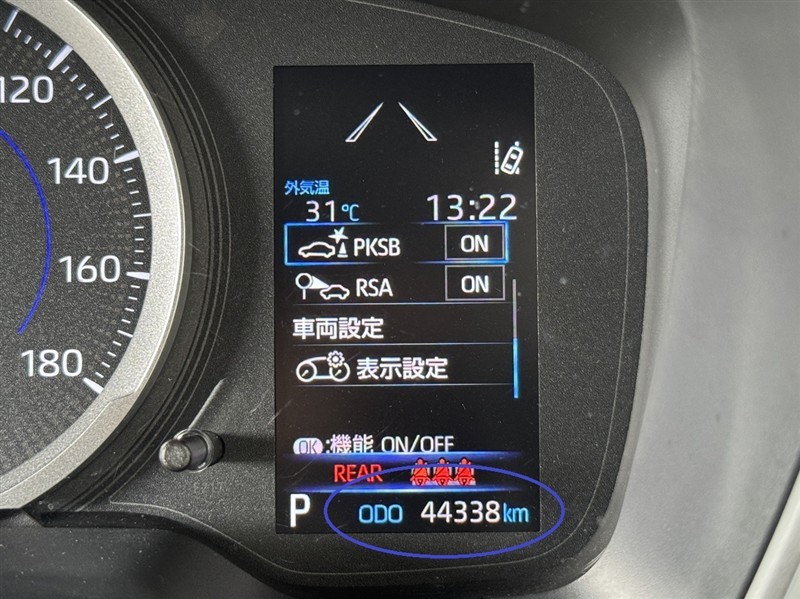 120
140
160
180
外気温
31℃ 13:22
PKSB ON
RSA ON
車両設定
表示設定
OK:機能 ON/OFF
REAR
P ODO 44338km